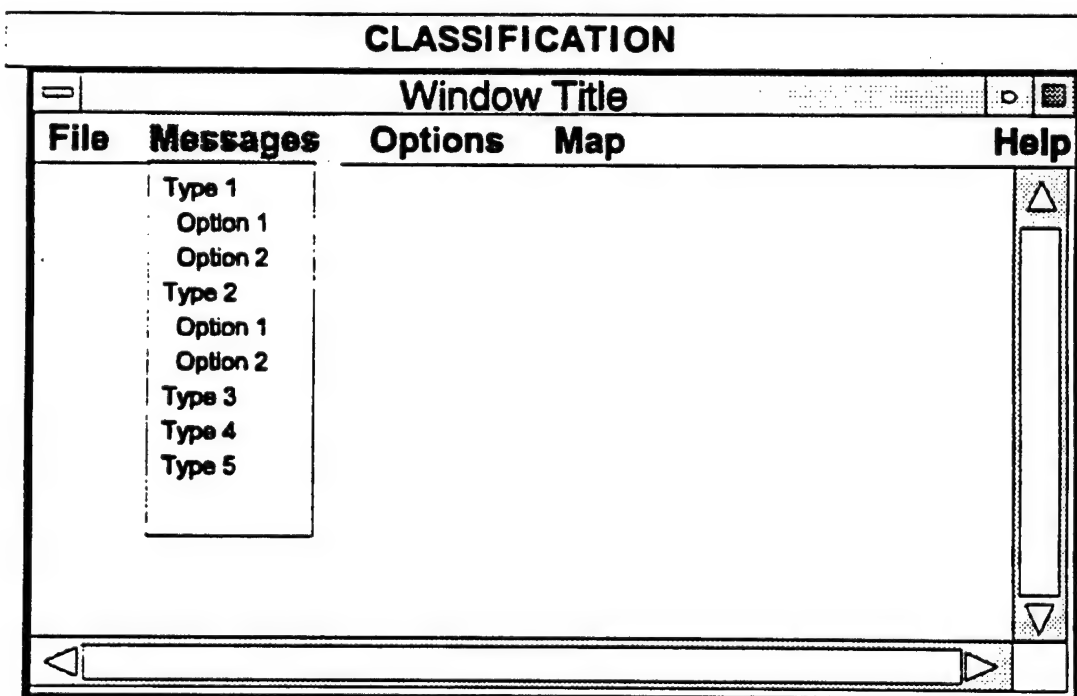 CLASSIFICATION
Window Title
File Messages Options Map Help
Type 1
Option 1
Option 2
Type 2
Option 1
Option 2
Type 3
Type 4
Type 5